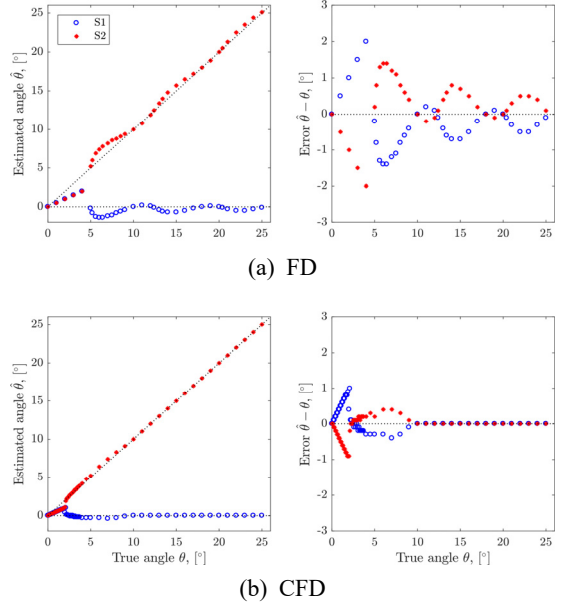 S1
S2
Estimated angle θ̂, [°]
25
20
15
10
5
0
0 5 10 15 20 25
Error θ̂ − θ, [°]
3
2
1
0
-1
-2
-3
0 5 10 15 20 25
(a) FD
Estimated angle θ̂, [°]
25
20
15
10
5
0
0 5 10 15 20 25
True angle θ, [°]
Error θ̂ − θ, [°]
3
2
1
0
-1
-2
-3
0 5 10 15 20 25
True angle θ, [°]
(b) CFD